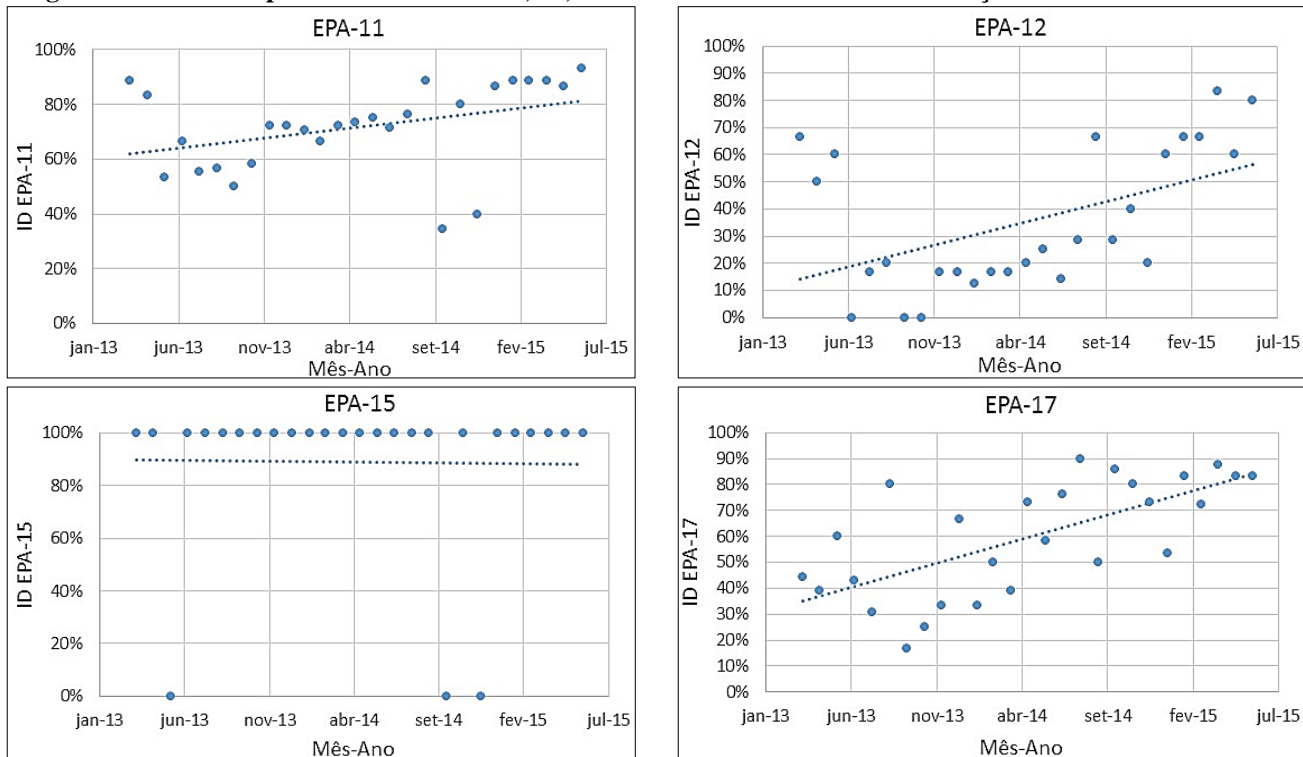 EPA-11
100%
80%
60%
40%
20%
0%
ID EPA-11
jan-13 jun-13 nov-13 abr-14 set-14 fev-15 jul-15
Mês-Ano
EPA-12
100%
90%
80%
70%
60%
50%
40%
30%
20%
10%
0%
ID EPA-12
jan-13 jun-13 nov-13 abr-14 set-14 fev-15 jul-15
Mês-Ano
EPA-15
100%
80%
60%
40%
20%
0%
ID EPA-15
jan-13 jun-13 nov-13 abr-14 set-14 fev-15 jul-15
Mês-Ano
EPA-17
100%
90%
80%
70%
60%
50%
40%
30%
20%
10%
0%
ID EPA-17
jan-13 jun-13 nov-13 abr-14 set-14 fev-15 jul-15
Mês-Ano